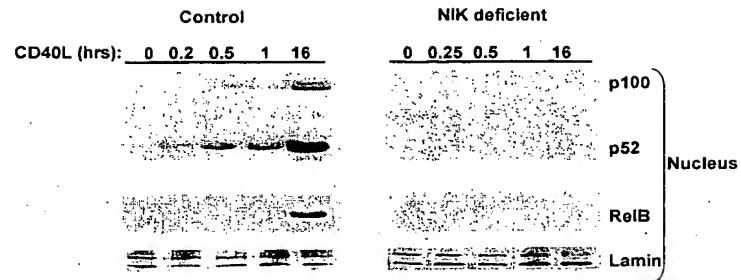 Control
NIK deficient
CD40L (hrs): 0 0.2 0.5 1 16
0 0.25 0.5 1 16
p100
p52
Nucleus
RelB
Lamin